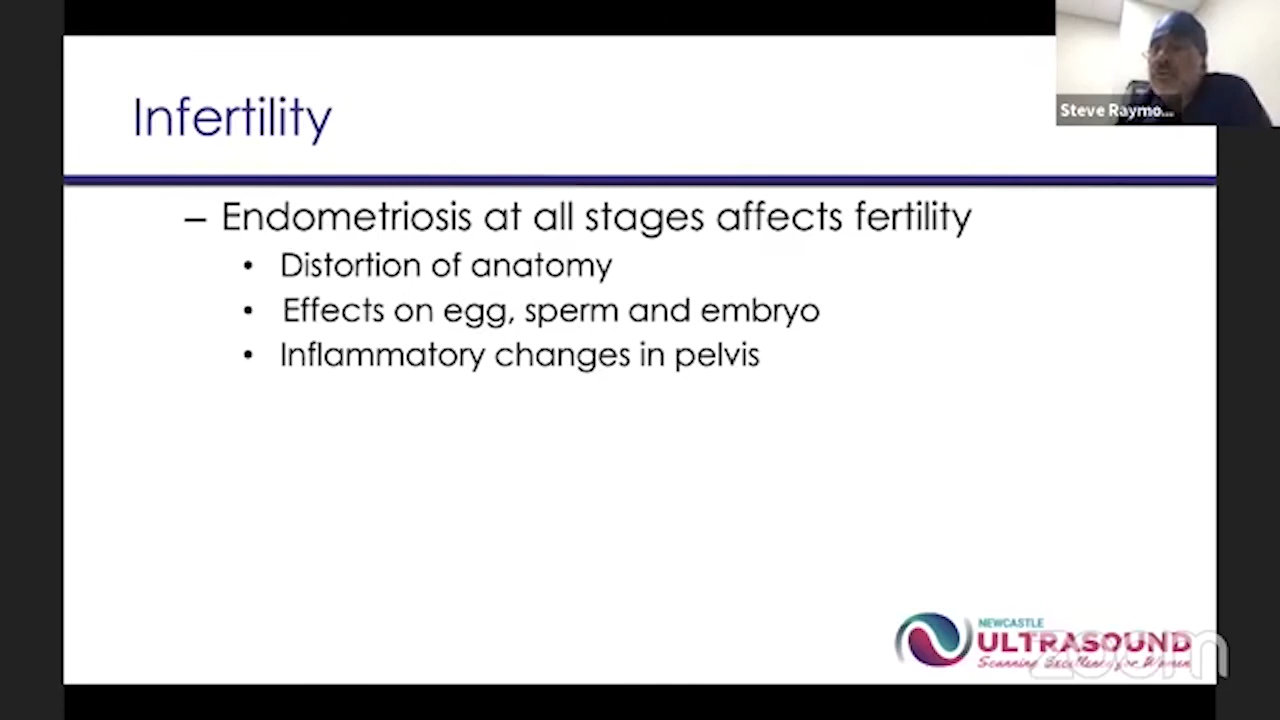 Steve Raymo...
Infertility
– Endometriosis at all stages affects fertility
• Distortion of anatomy
• Effects on egg, sperm and embryo
• Inflammatory changes in pelvis
NEWCASTLE
ULTRASOUND
Scanning Excellence for Women
zoom